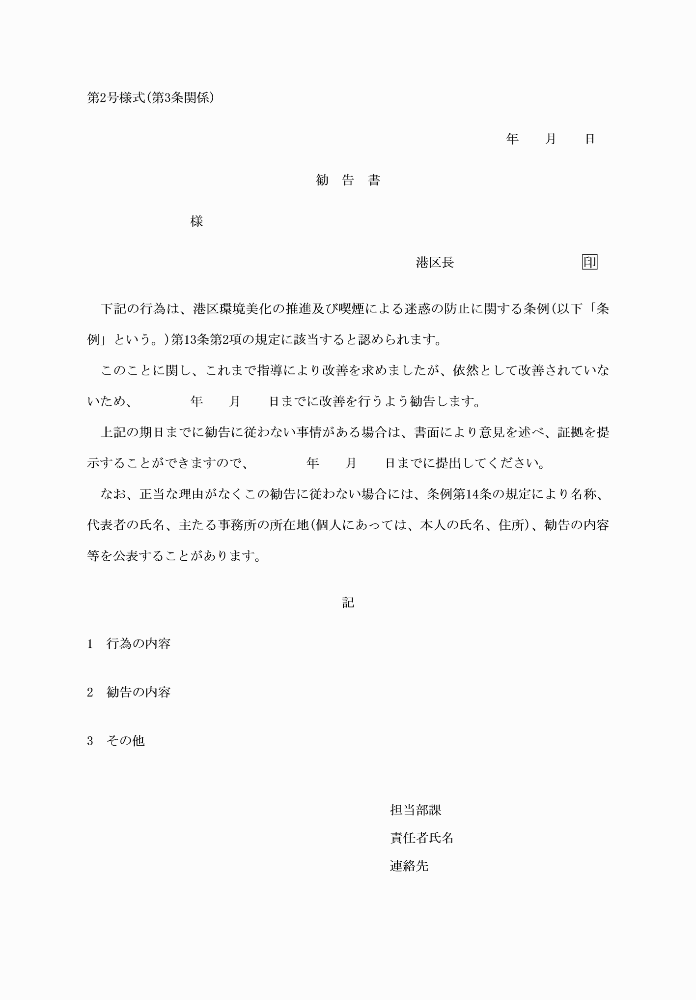 第2号様式(第3条関係)
年　　月　　日
勧　告　書
様
港区長　　　　　　　　　　印
　下記の行為は、港区環境美化の推進及び喫煙による迷惑の防止に関する条例(以下「条
例」という。)第13条第2項の規定に該当すると認められます。
　このことに関し、これまで指導により改善を求めましたが、依然として改善されていな
いため、　　　　　年　　月　　日までに改善を行うよう勧告します。
　上記の期日までに勧告に従わない事情がある場合は、書面により意見を述べ、証拠を提
示することができますので、　　　　　年　　月　　日までに提出してください。
　なお、正当な理由がなくこの勧告に従わない場合には、条例第14条の規定により名称、
代表者の氏名、主たる事務所の所在地(個人にあっては、本人の氏名、住所)、勧告の内容
等を公表することがあります。
記
1　行為の内容
2　勧告の内容
3　その他
担当部課
責任者氏名
連絡先